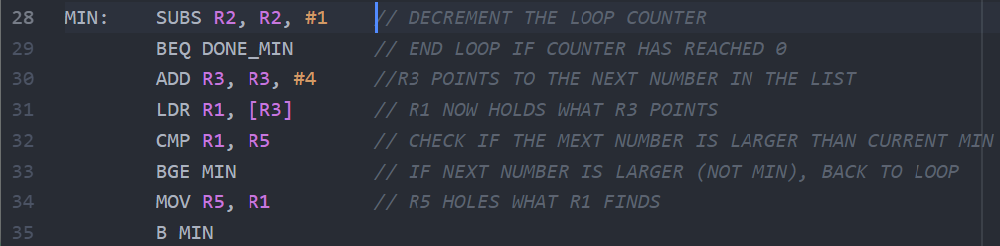 28 MIN: SUBS R2, R2, #1 // DECREMENT THE LOOP COUNTER
29 BEQ DONE_MIN // END LOOP IF COUNTER HAS REACHED 0
30 ADD R3, R3, #4 //R3 POINTS TO THE NEXT NUMBER IN THE LIST
31 LDR R1, [R3] // R1 NOW HOLDS WHAT R3 POINTS
32 CMP R1, R5 // CHECK IF THE MEXT NUMBER IS LARGER THAN CURRENT MIN
33 BGE MIN // IF NEXT NUMBER IS LARGER (NOT MIN), BACK TO LOOP
34 MOV R5, R1 // R5 HOLES WHAT R1 FINDS
35 B MIN